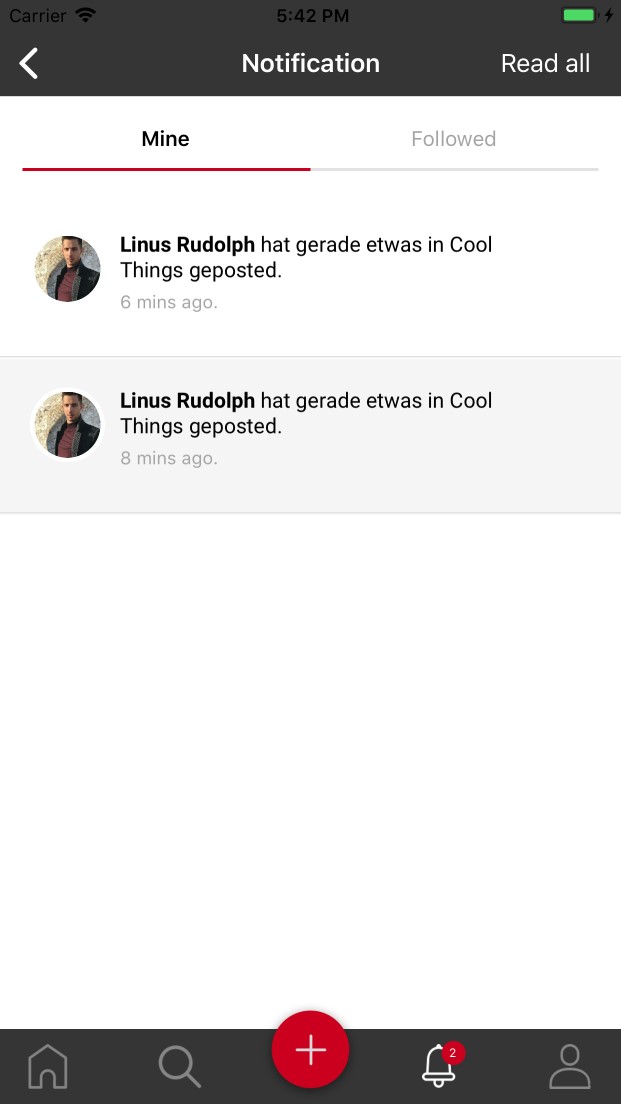 Carrier 5:42 PM
Notification Read all
Mine Followed
Linus Rudolph hat gerade etwas in Cool
Things geposted.
6 mins ago.
Linus Rudolph hat gerade etwas in Cool
Things geposted.
8 mins ago.
2